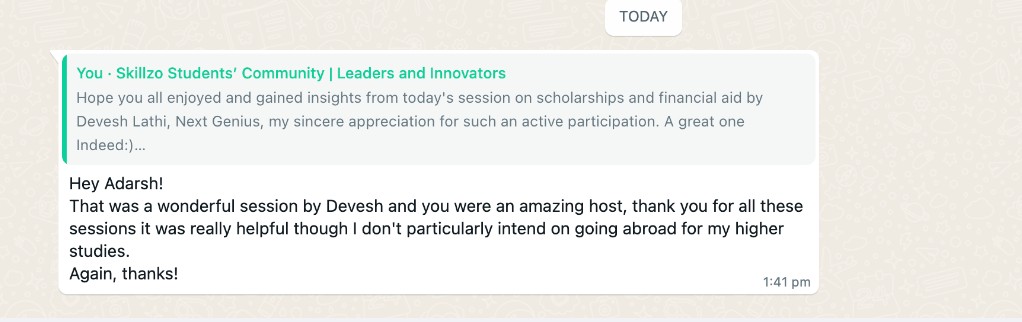 TODAY
You · Skillzo Students’ Community | Leaders and Innovators
Hope you all enjoyed and gained insights from today's session on scholarships and financial aid by
Devesh Lathi, Next Genius, my sincere appreciation for such an active participation. A great one
Indeed:)...
Hey Adarsh!
That was a wonderful session by Devesh and you were an amazing host, thank you for all these
sessions it was really helpful though I don't particularly intend on going abroad for my higher
studies.
Again, thanks!
1:41 pm